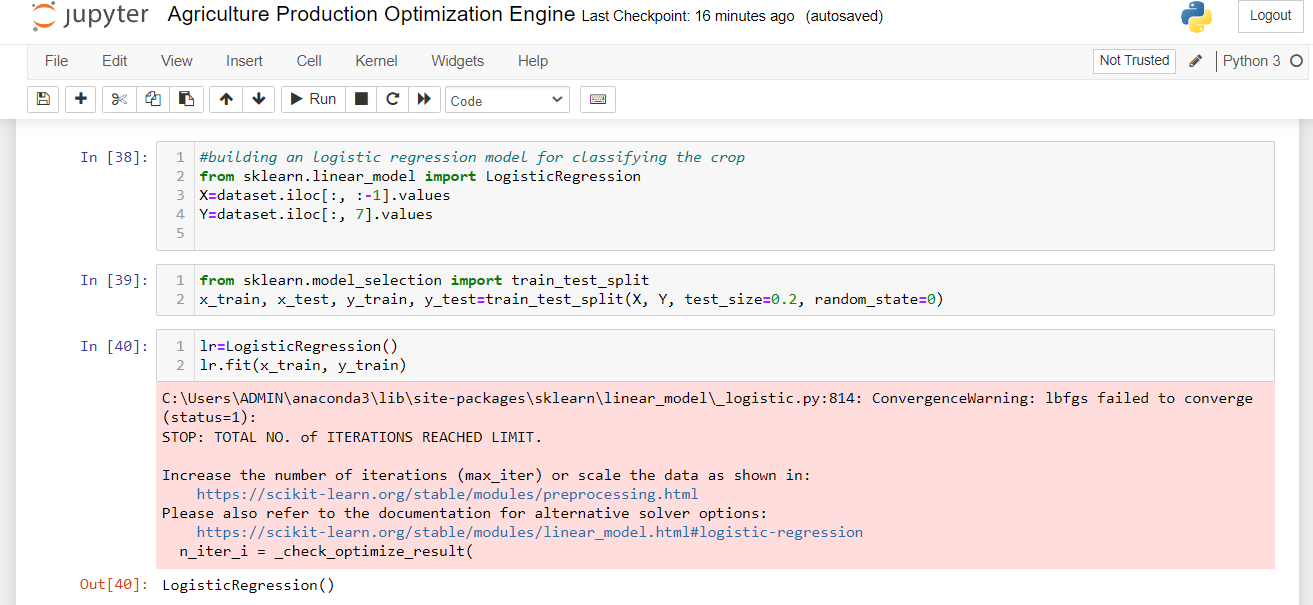 jupyter Agriculture Production Optimization Engine Last Checkpoint: 16 minutes ago (autosaved) Logout
File Edit View Insert Cell Kernel Widgets Help Not Trusted Python 3
Run Code
In [38]:
1 #building an logistic regression model for classifying the crop
2 from sklearn.linear_model import LogisticRegression
3 X=dataset.iloc[:, :-1].values
4 Y=dataset.iloc[:, 7].values
5
In [39]:
1 from sklearn.model_selection import train_test_split
2 x_train, x_test, y_train, y_test=train_test_split(X, Y, test_size=0.2, random_state=0)
In [40]:
1 lr=LogisticRegression()
2 lr.fit(x_train, y_train)
C:\Users\ADMIN\anaconda3\lib\site-packages\sklearn\linear_model\_logistic.py:814: ConvergenceWarning: lbfgs failed to converge
(status=1):
STOP: TOTAL NO. of ITERATIONS REACHED LIMIT.
Increase the number of iterations (max_iter) or scale the data as shown in:
https://scikit-learn.org/stable/modules/preprocessing.html
Please also refer to the documentation for alternative solver options:
https://scikit-learn.org/stable/modules/linear_model.html#logistic-regression
n_iter_i = _check_optimize_result(
Out[40]: LogisticRegression()